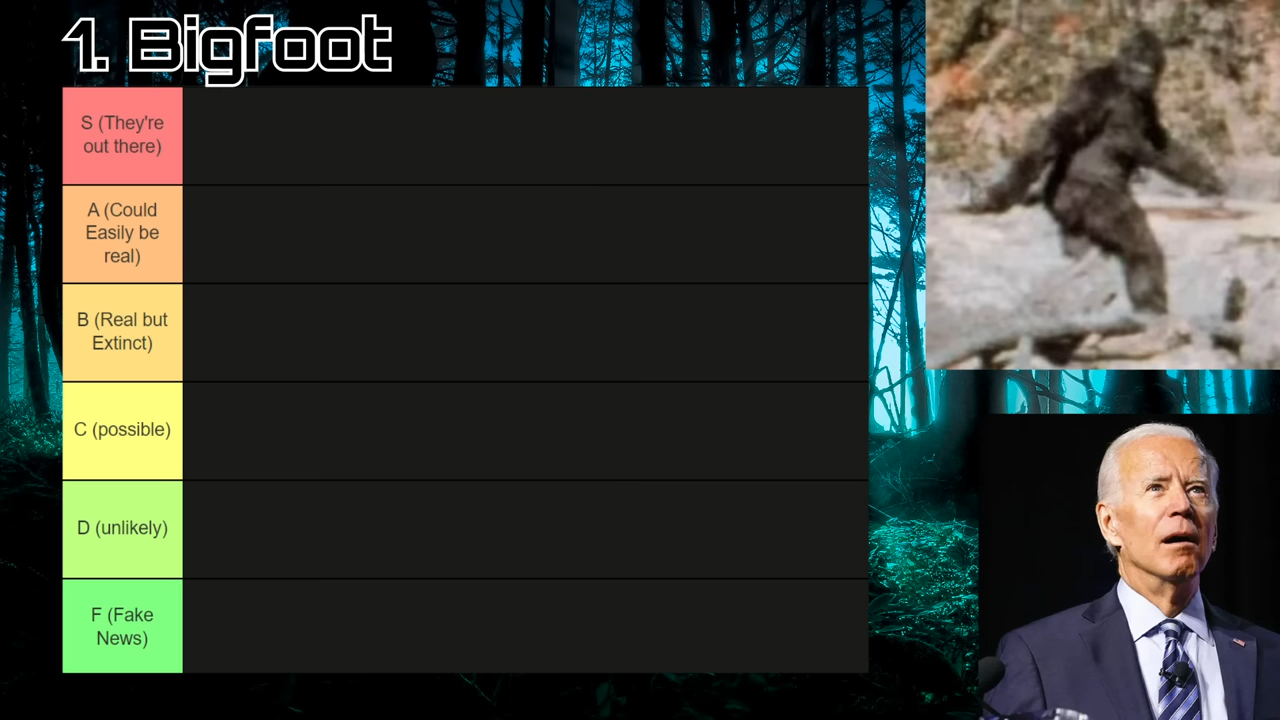 1. Bigfoot
S (They're
out there)
A (Could
Easily be
real)
B (Real but
Extinct)
C (possible)
D (unlikely)
F (Fake
News)